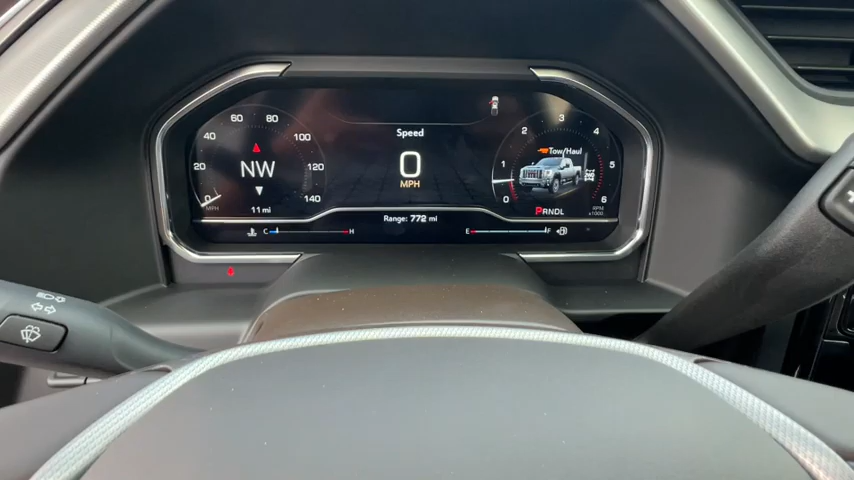 60 80
40 100
20 120
0 140
MPH
NW
11 mi
Speed
0
MPH
Range: 772 mi
C H
E F
Tow/Haul
3
2 4
1 5
0 6
PRNDL
RPM
x1000